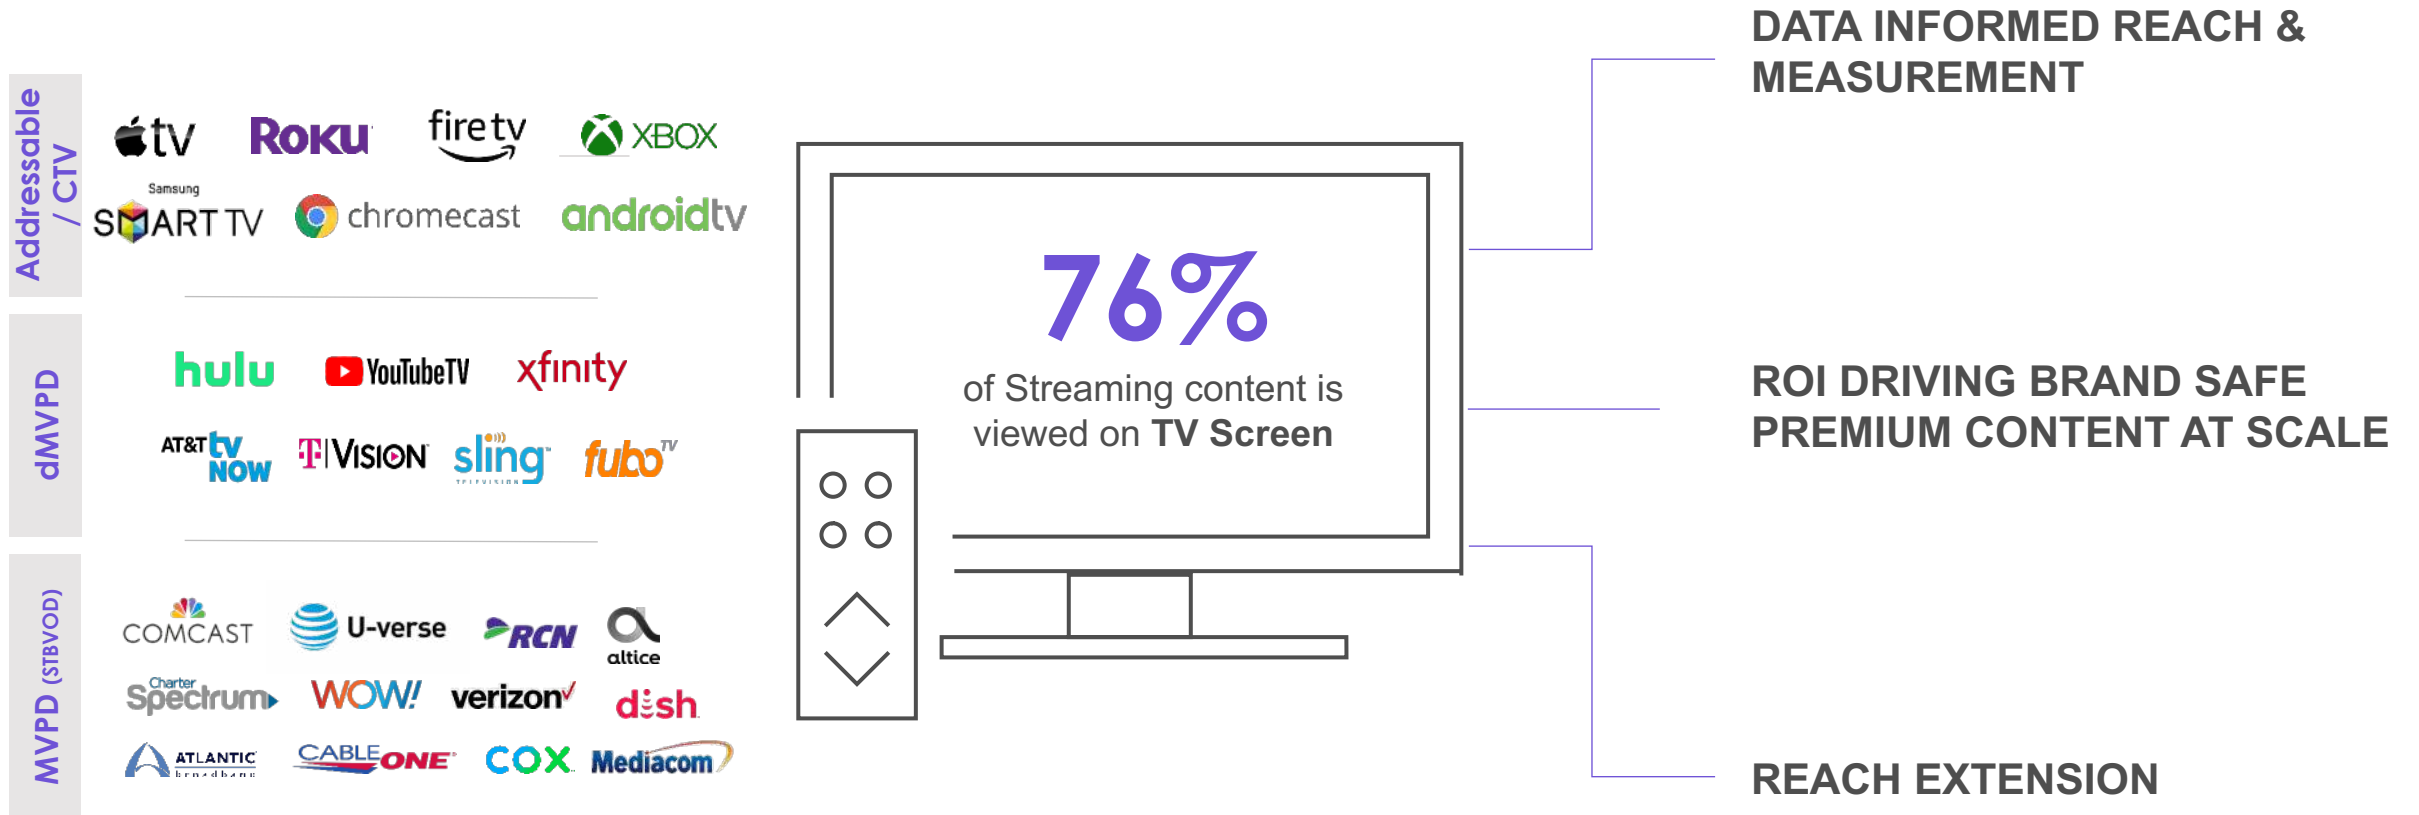 DATA INFORMED REACH &
MEASUREMENT
Addressable
/ CTV
tv
ROKU
fire tv
XBOX
Samsung
SMART TV
chromecast
androidtv
76%
of Streaming content is
viewed on TV Screen
dMVPD
hulu
YouTubeTV
xfinity
AT&T tv
NOW
T VISION
sling
TELEVISION
fubo TV
ROI DRIVING BRAND SAFE
PREMIUM CONTENT AT SCALE
MVPD (STBVOD)
COMCAST
U-verse
RCN
altice
Charter
Spectrum
WOW!
verizon
dish
ATLANTIC
broadband
CABLE ONE
COX
Mediacom
REACH EXTENSION